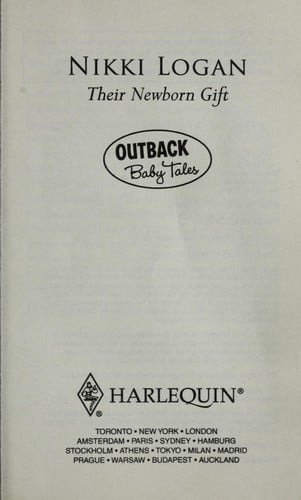 NIKKI LOGAN
Their Newborn Gift
OUTBACK
Baby Tales
HARLEQUIN®
®
TORONTO • NEW YORK • LONDON
AMSTERDAM • PARIS • SYDNEY • HAMBURG
STOCKHOLM • ATHENS • TOKYO • MILAN • MADRID
PRAGUE • WARSAW • BUDAPEST • AUCKLAND